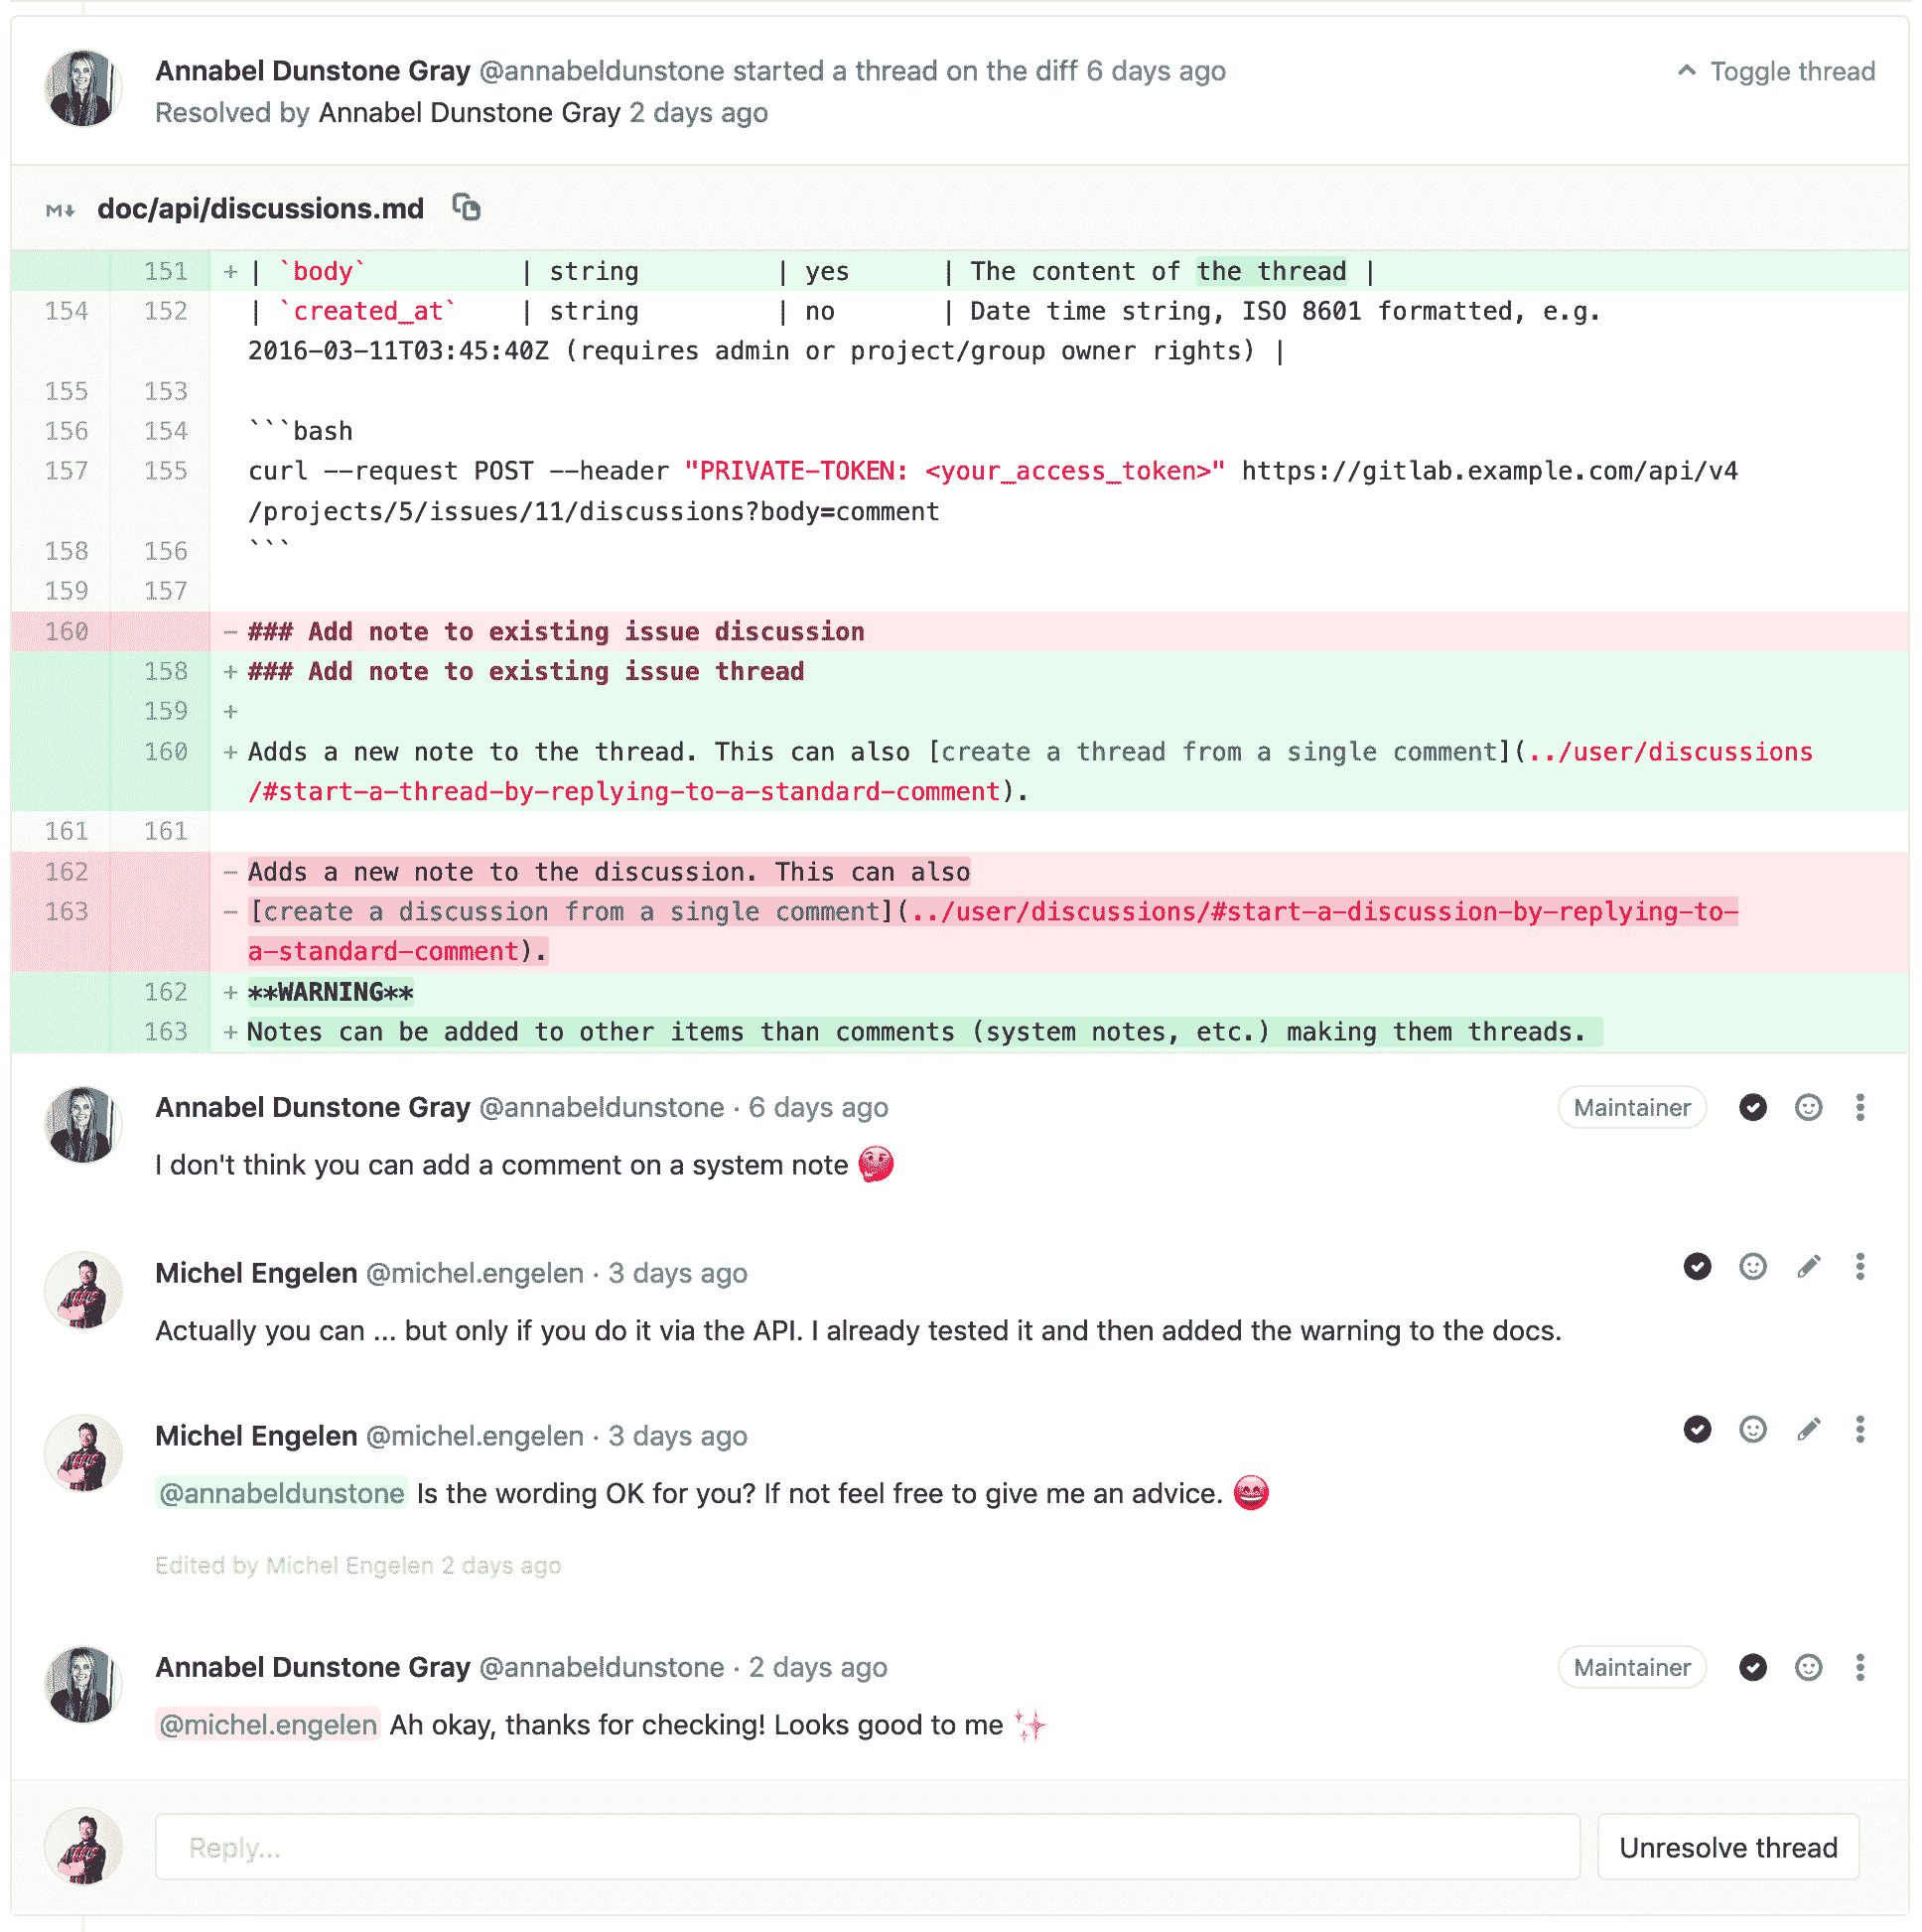 Annabel Dunstone Gray @annabeldunstone started a thread on the diff 6 days ago
Toggle thread
Resolved by Annabel Dunstone Gray 2 days ago
M↓ doc/api/discussions.md
151 + | `body` | string | yes | The content of the thread |
154 152 | `created_at` | string | no | Date time string, ISO 8601 formatted, e.g.
2016-03-11T03:45:40Z (requires admin or project/group owner rights) |
155 153
156 154 ```bash
157 155 curl --request POST --header "PRIVATE-TOKEN: <your_access_token>" https://gitlab.example.com/api/v4
/projects/5/issues/11/discussions?body=comment
158 156 ```
159 157
160 - ### Add note to existing issue discussion
158 + ### Add note to existing issue thread
159 +
160 + Adds a new note to the thread. This can also [create a thread from a single comment](../user/discussions
/#start-a-thread-by-replying-to-a-standard-comment).
161 161
162 - Adds a new note to the discussion. This can also
163 - [create a discussion from a single comment](../user/discussions/#start-a-discussion-by-replying-to-
a-standard-comment).
162 + **WARNING**
163 + Notes can be added to other items than comments (system notes, etc.) making them threads.
Annabel Dunstone Gray @annabeldunstone · 6 days ago
Maintainer
I don't think you can add a comment on a system note 🤔
Michel Engelen @michel.engelen · 3 days ago
Actually you can ... but only if you do it via the API. I already tested it and then added the warning to the docs.
Michel Engelen @michel.engelen · 3 days ago
@annabeldunstone Is the wording OK for you? If not feel free to give me an advice. 😄
Edited by Michel Engelen 2 days ago
Annabel Dunstone Gray @annabeldunstone · 2 days ago
Maintainer
@michel.engelen Ah okay, thanks for checking! Looks good to me ✨
Reply...
Unresolve thread